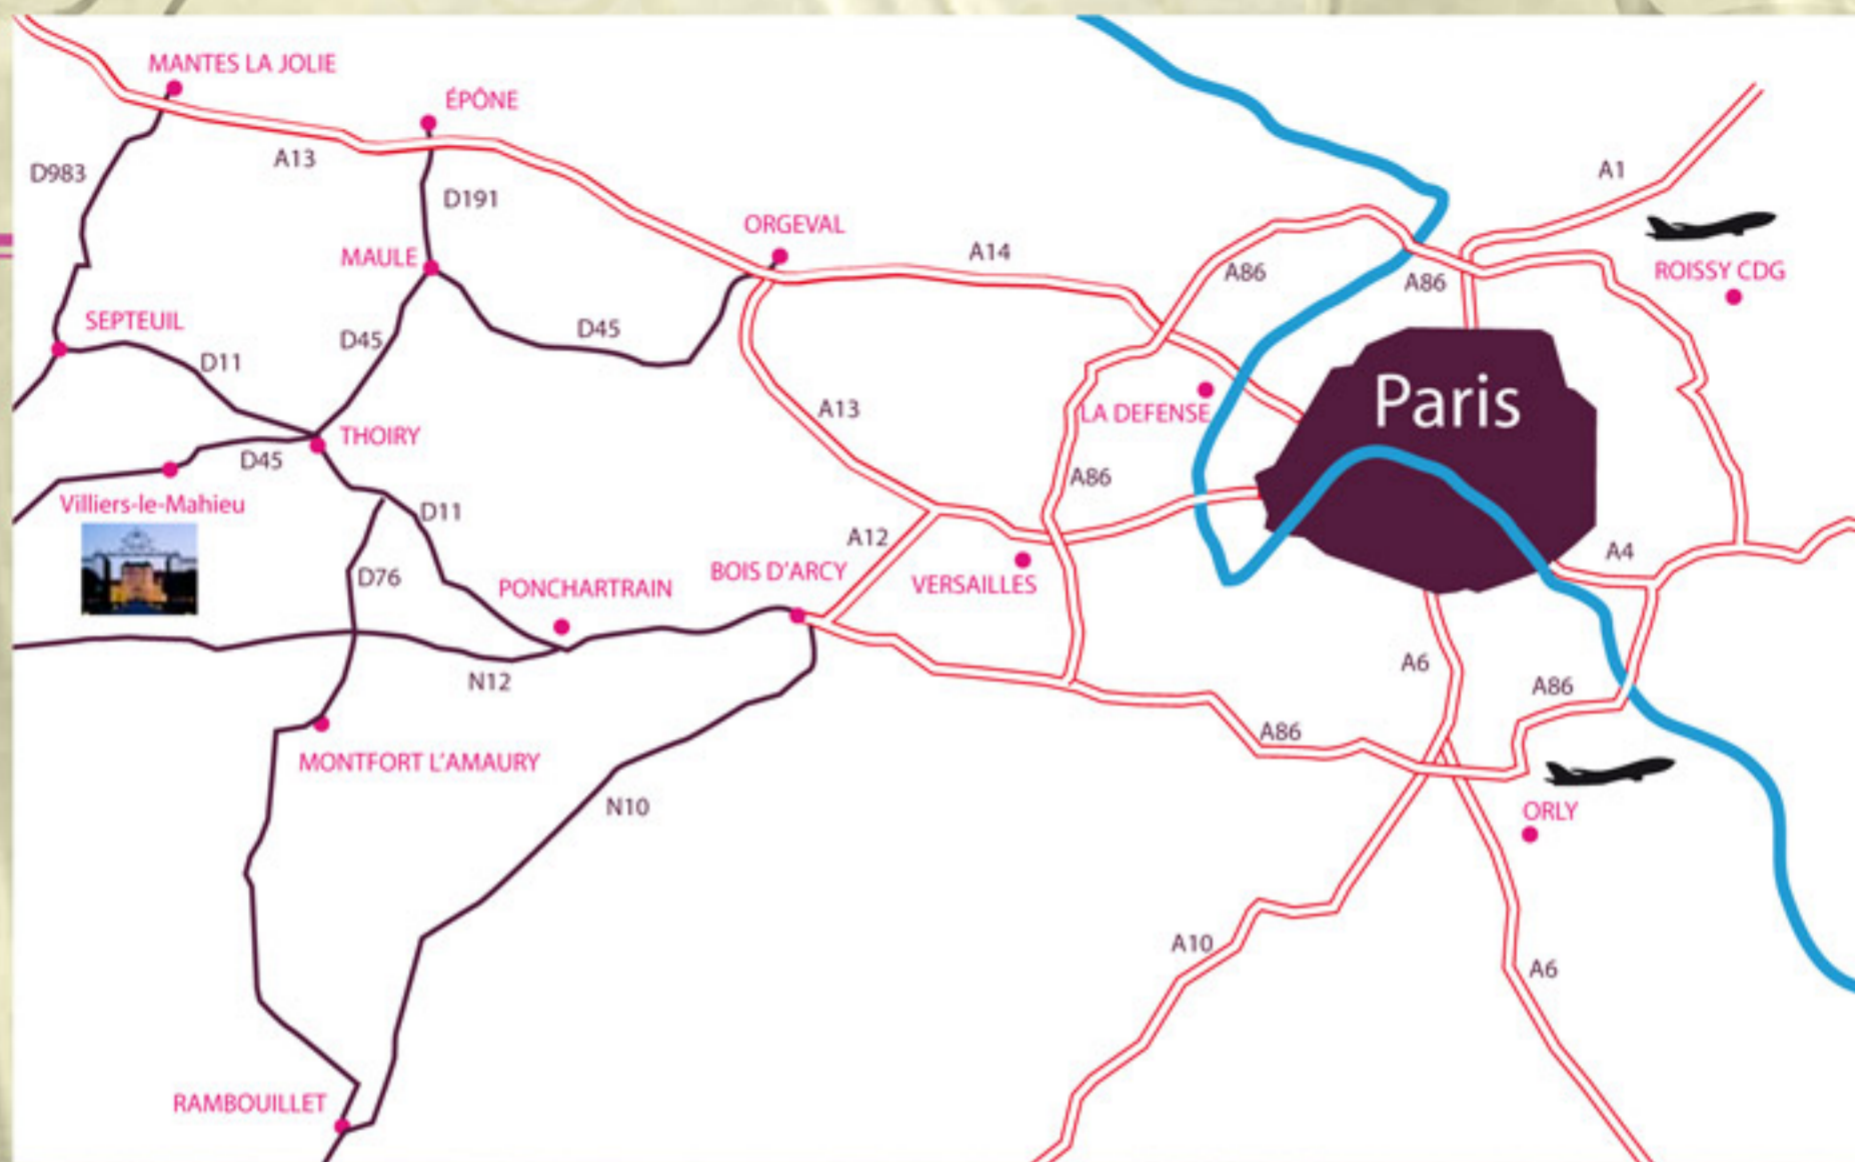 MANTES LA JOLIE
ÉPÔNE
A13
D983
D191
A1
ORGEVAL
MAULE
A14
A86
A86
ROISSY CDG
SEPTEUIL
D45
D45
D11
A13
LA DEFENSE
Paris
THOIRY
D45
A86
Villiers-le-Mahieu
D11
A12
A4
D76
PONCHARTRAIN
BOIS D'ARCY
VERSAILLES
N12
A6
A86
A86
MONTFORT L'AMAURY
N10
ORLY
A10
A6
RAMBOUILLET